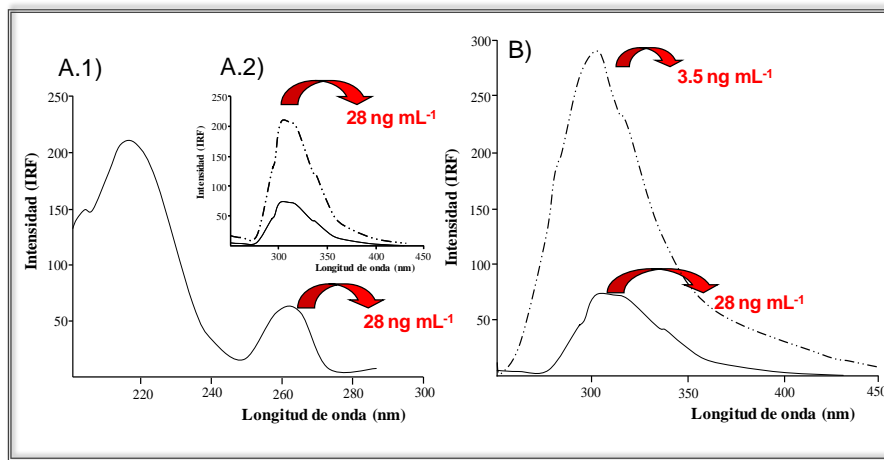 A.1)
Intensidad (IRF)
250
200
150
100
50
220
240
260
280
300
Longitud de onda (nm)
28 ng mL-1
A.2)
Intensidad (IRF)
250
200
150
100
50
300
350
400
450
Longitud de onda (nm)
28 ng mL-1
B)
Intensidad (IRF)
300
250
200
150
100
50
300
350
400
450
Longitud de onda (nm)
3.5 ng mL-1
28 ng mL-1